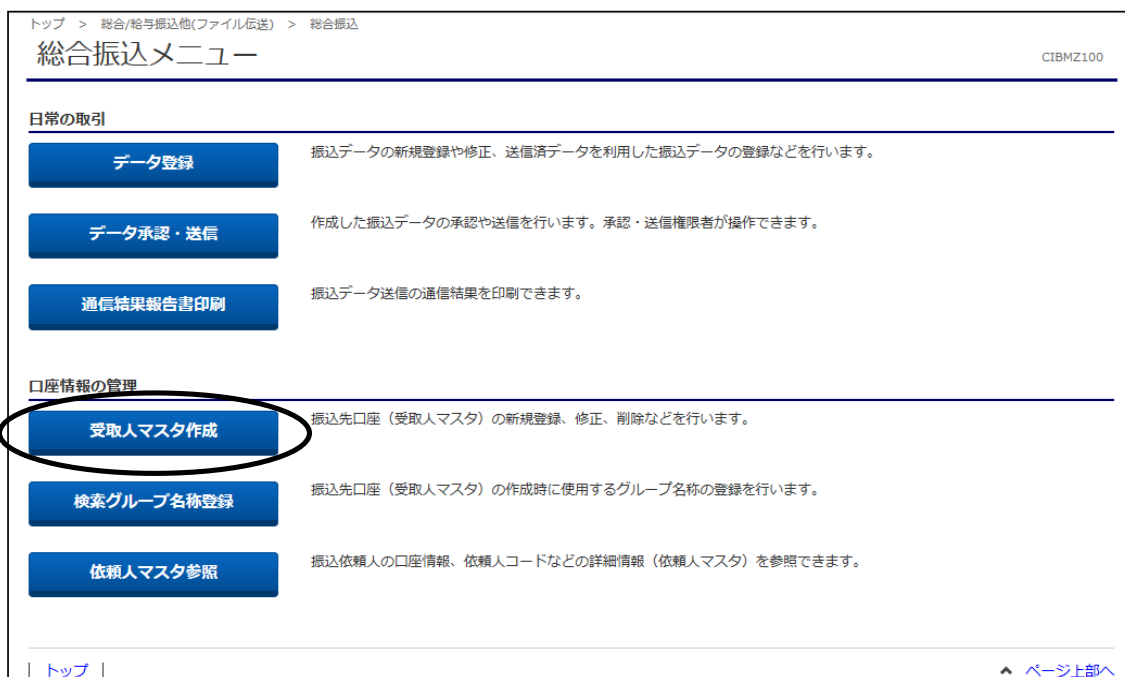 トップ > 総合/給与振込他(ファイル伝送) > 総合振込
総合振込メニュー
CIBMZ100
日常の取引
データ登録
振込データの新規登録や修正、送信済データを利用した振込データの登録などを行います。
データ承認・送信
作成した振込データの承認や送信を行います。承認・送信権限者が操作できます。
通信結果報告書印刷
振込データ送信の通信結果を印刷できます。
口座情報の管理
受取人マスタ作成
振込先口座（受取人マスタ）の新規登録、修正、削除などを行います。
検索グループ名称登録
振込先口座（受取人マスタ）の作成時に使用するグループ名称の登録を行います。
依頼人マスタ参照
振込依頼人の口座情報、依頼人コードなどの詳細情報（依頼人マスタ）を参照できます。
| トップ |
ページ上部へ